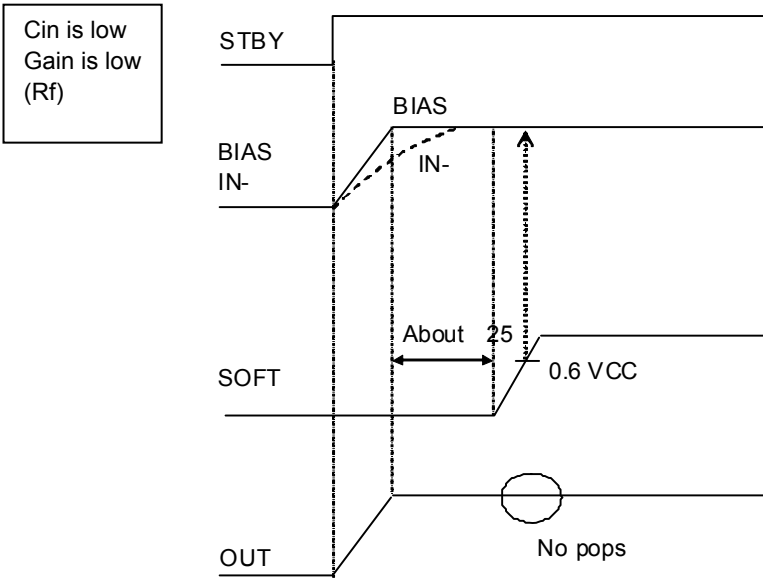 Cin is low
Gain is low
(Rf)
STBY
BIAS
BIAS
IN-
IN-
About 25
SOFT
0.6 VCC
No pops
OUT